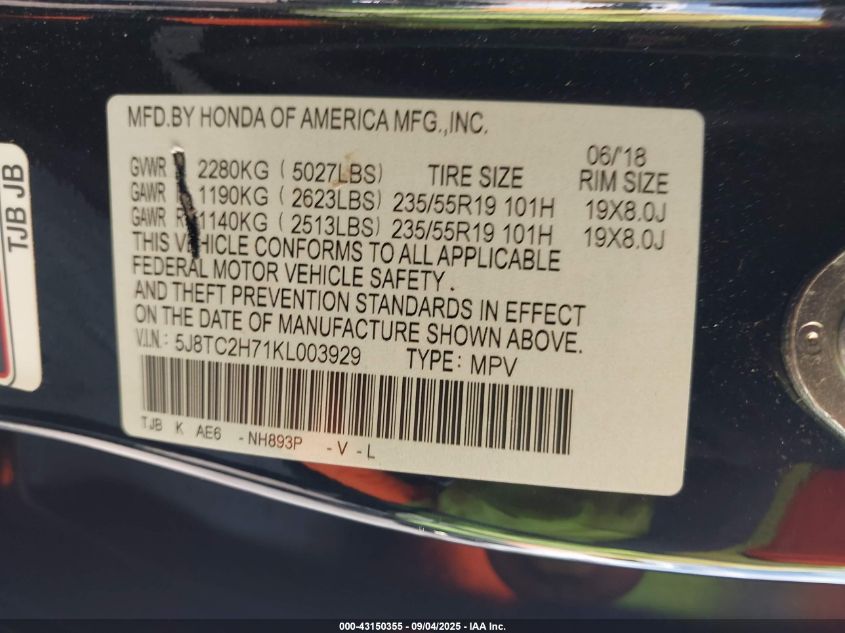 MFD.BY HONDA OF AMERICA MFG.,INC.
06/'18
GVWR 2280KG ( 5027LBS) TIRE SIZE RIM SIZE
GAWR 1190KG ( 2623LBS) 235/55R19 101H 19X8.0J
GAWR R 1140KG ( 2513LBS) 235/55R19 101H 19X8.0J
THIS VEHICLE CONFORMS TO ALL APPLICABLE
FEDERAL MOTOR VEHICLE SAFETY .
AND THEFT PREVENTION STANDARDS IN EFFECT
ON THE DATE OF MANUFACTURE SHOWN ABOVE.
V.I.N.: 5J8TC2H71KL003929 TYPE: MPV
TJB K AE6 -NH893P -V -L
TJB JB
000-43150355 - 09/04/2025 - IAA Inc.